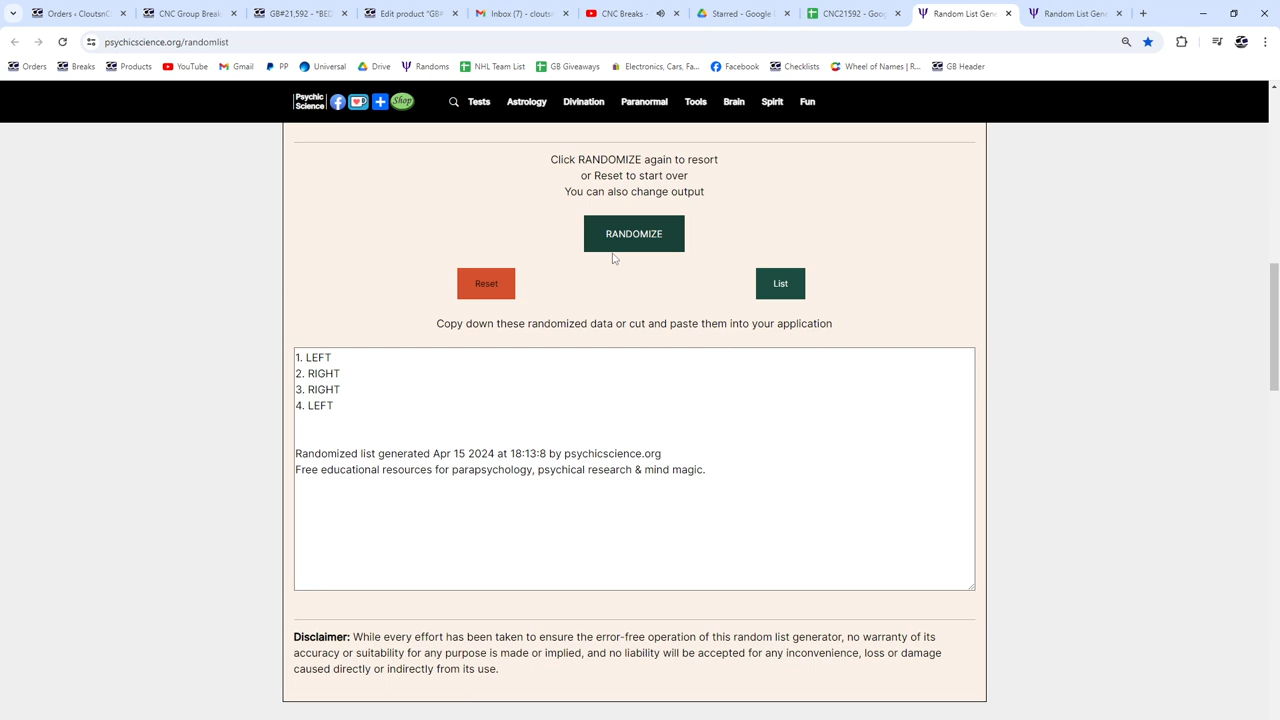 Orders ‹ CloutsnC
CNC Group Break
GB#21,592 - "BED
Edit product "GB
Inbox (7) - clouts
CNC Breaks -
Starred - Google
CNC21592 - Goog
Random List Gene
Random List Gene
psychicscience.org/randomlist
Orders
Breaks
Products
YouTube
Gmail
PP
Universal
Drive
Randoms
NHL Team List
GB Giveaways
Electronics, Cars, Fa...
Facebook
Checklists
Wheel of Names | R...
GB Header
Psychic
Science
Shop
Tests
Astrology
Divination
Paranormal
Tools
Brain
Spirit
Fun
Click RANDOMIZE again to resort
or Reset to start over
You can also change output
RANDOMIZE
Reset
List
Copy down these randomized data or cut and paste them into your application
1. LEFT
2. RIGHT
3. RIGHT
4. LEFT
Randomized list generated Apr 15 2024 at 18:13:8 by psychicscience.org
Free educational resources for parapsychology, psychical research & mind magic.
Disclaimer: While every effort has been taken to ensure the error-free operation of this random list generator, no warranty of its
accuracy or suitability for any purpose is made or implied, and no liability will be accepted for any inconvenience, loss or damage
caused directly or indirectly from its use.